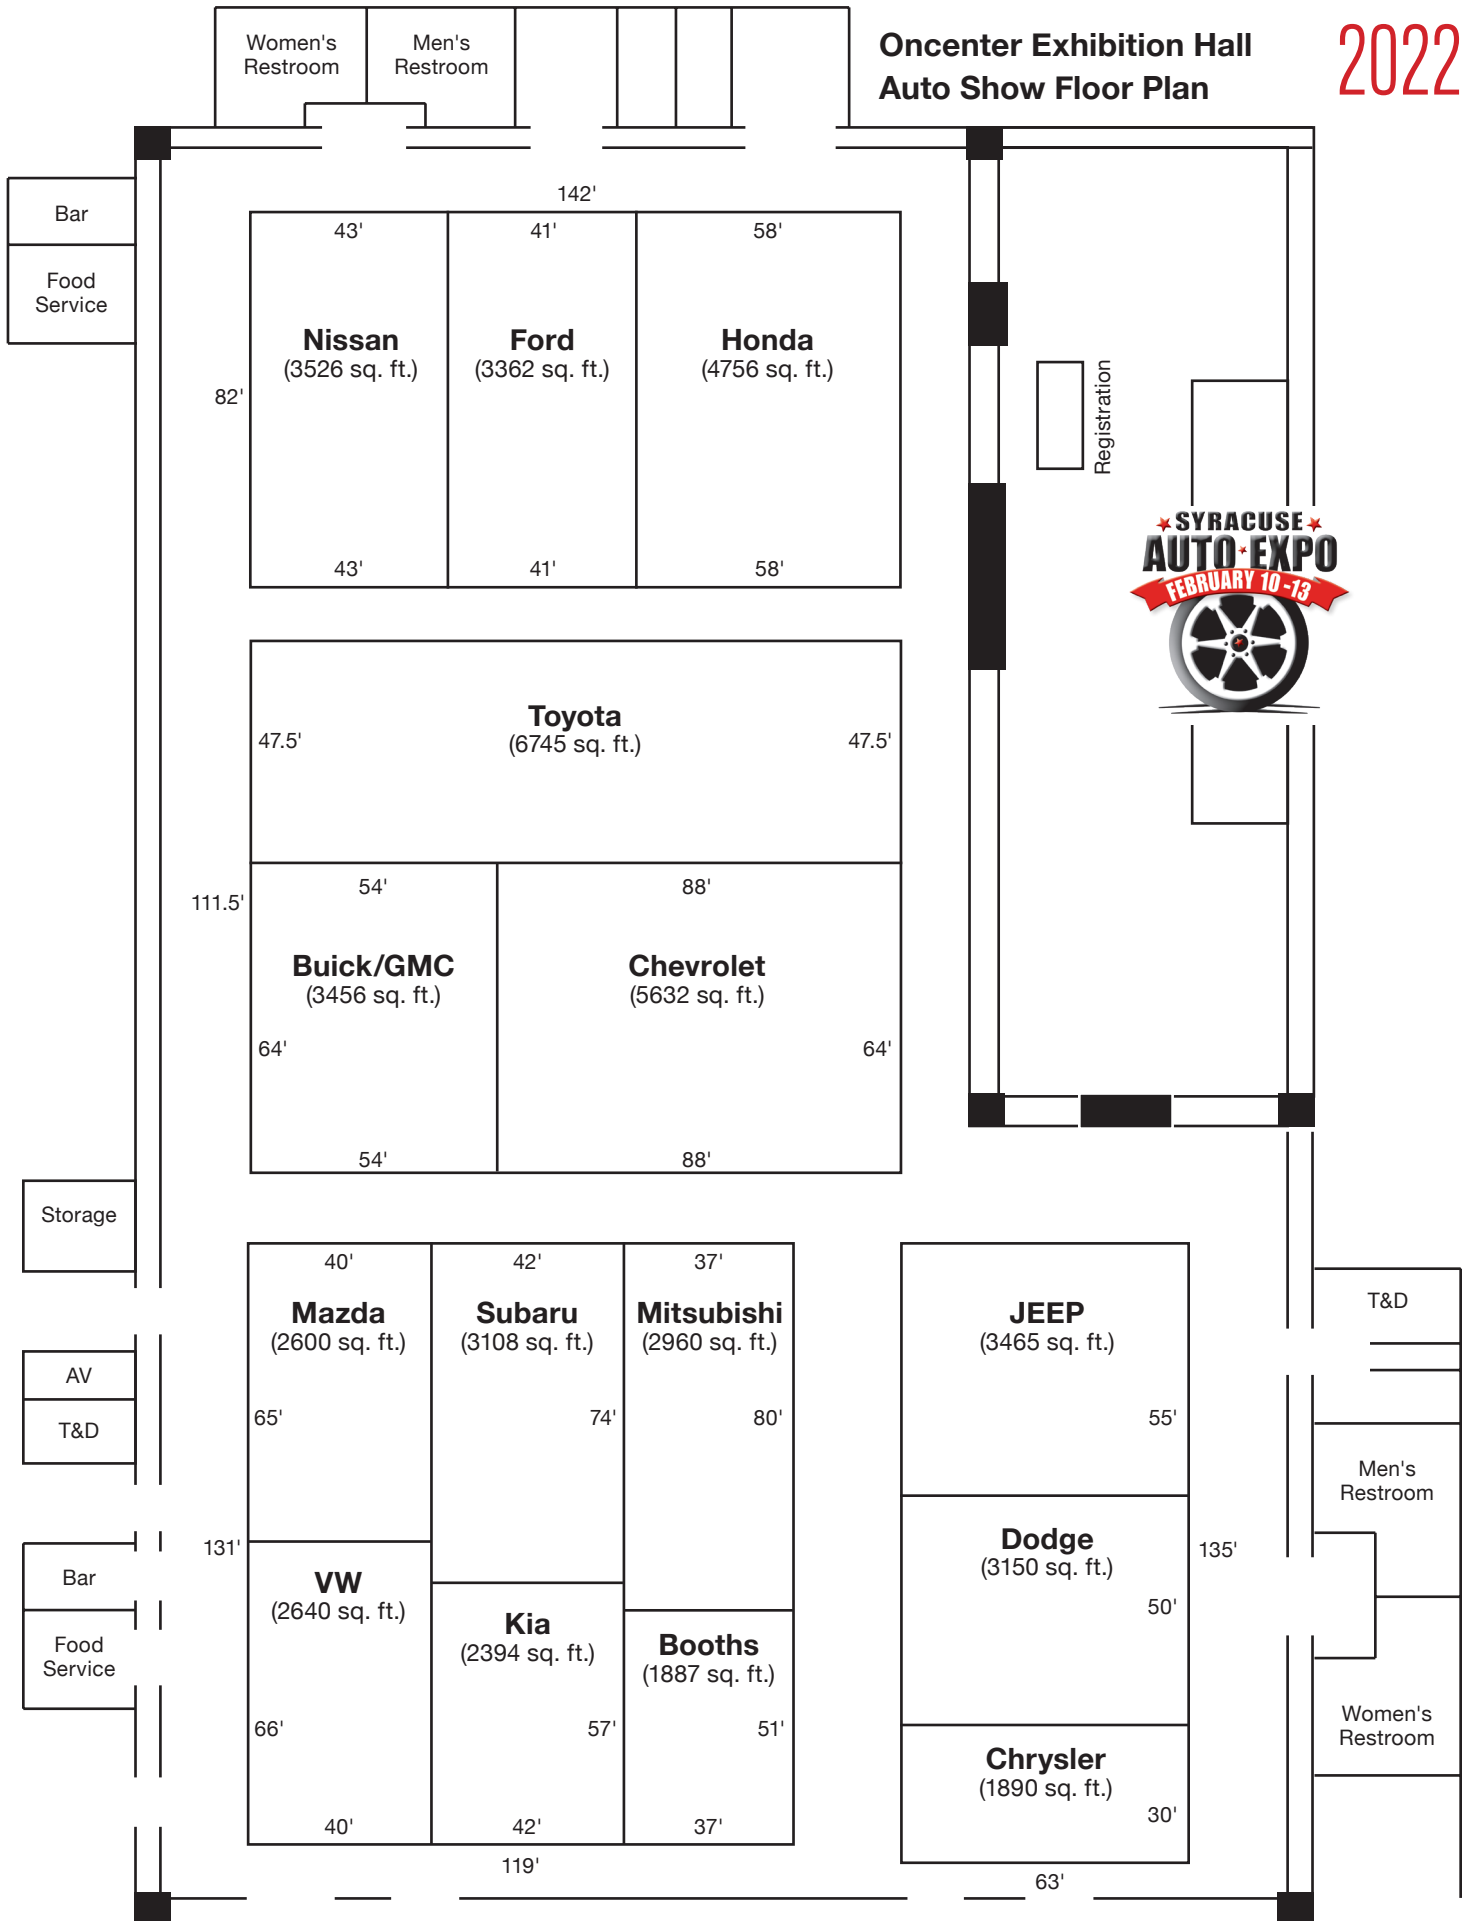 Oncenter Exhibition Hall
Auto Show Floor Plan
2022
Women's
Restroom
Men's
Restroom
Bar
Food
Service
142'
43'
41'
58'
Nissan
(3526 sq. ft.)
Ford
(3362 sq. ft.)
Honda
(4756 sq. ft.)
82'
43'
41'
58'
Registration
SYRACUSE
AUTO EXPO
FEBRUARY 10-13
Toyota
(6745 sq. ft.)
47.5'
47.5'
111.5'
54'
88'
Buick/GMC
(3456 sq. ft.)
Chevrolet
(5632 sq. ft.)
64'
64'
54'
88'
Storage
AV
T&D
Bar
Food
Service
40'
42'
37'
Mazda
(2600 sq. ft.)
Subaru
(3108 sq. ft.)
Mitsubishi
(2960 sq. ft.)
65'
74'
80'
131'
VW
(2640 sq. ft.)
Kia
(2394 sq. ft.)
Booths
(1887 sq. ft.)
66'
57'
51'
40'
42'
37'
119'
JEEP
(3465 sq. ft.)
55'
Dodge
(3150 sq. ft.)
50'
135'
Chrysler
(1890 sq. ft.)
30'
63'
T&D
Men's
Restroom
Women's
Restroom